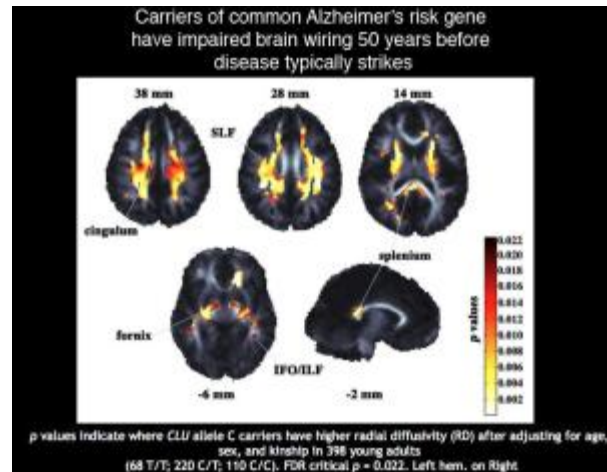 Carriers of common Alzheimer's risk gene
have impaired brain wiring 50 years before
disease typically strikes
38 mm
28 mm
14 mm
SLF
cingulum
splenium
fornix
IFO/ILF
-6 mm
-2 mm
0.022
0.020
0.018
0.016
0.014
0.012
0.010
0.008
0.006
0.004
0.002
p values
p values indicate where CLU allele C carriers have higher radial diffusivity (RD) after adjusting for age,
sex, and kinship in 398 young adults
(68 T/T; 220 C/T; 110 C/C). FDR critical p = 0.022. Left hem. on Right